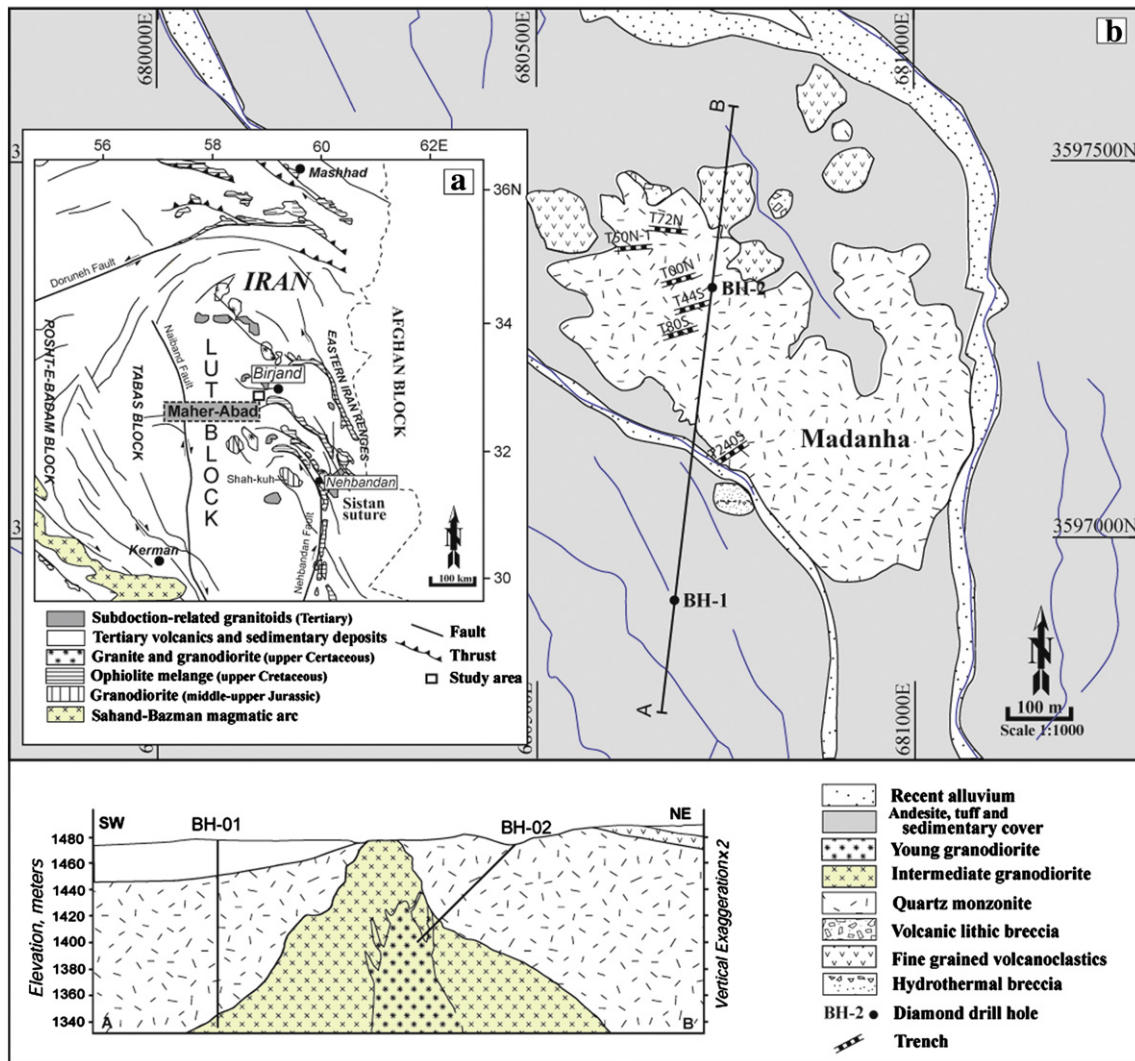 680000E
680500E
681000E
b
3597500N
B
56
58
60
62E
a
Mashhad
36N
Doruneh Fault
IRAN
34
AFGHAN BLOCK
EASTERN IRAN RENGES
Naiband Fault
LUT BLOCK
TABAS BLOCK
ROSHT-E-BADAM BLOCK
Birjand
Maher-Abad
32
Shah-kuh
Nehbandan
Sistan
suture
Nehbandan Fault
Kerman
N
100 km
30
T72N
T50N-1
T00N
BH-2
T44S
T80S
Madanha
T240S
3597000N
BH-1
A
N
100 m
Scale 1:1000
681000E
Subdoction-related granitoids (Tertiary)
Tertiary volcanics and sedimentary deposits
Granite and granodiorite (upper Certaceous)
Ophiolite melange (upper Cretaceous)
Granodiorite (middle-upper Jurassic)
Sahand-Bazman magmatic arc
Fault
Thrust
Study area
SW
BH-01
BH-02
NE
Elevation, meters
1480
1460
1440
1420
1400
1380
1360
1340
A
B
Vertical Exaggeration×2
Recent alluvium
Andesite, tuff and
sedimentary cover
Young granodiorite
Intermediate granodiorite
Quartz monzonite
Volcanic lithic breccia
Fine grained volcanoclastics
Hydrothermal breccia
BH-2 Diamond drill hole
Trench